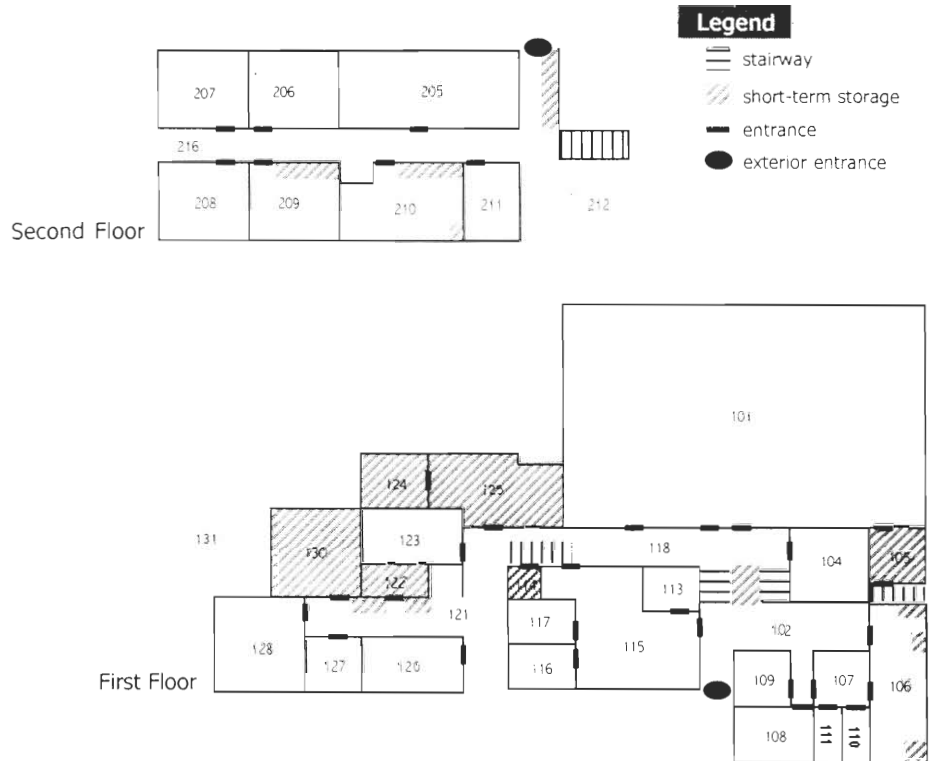 Legend
stairway
short-term storage
entrance
exterior entrance
207 206 205
216
208 209 210 211 212
Second Floor
101
124 125
131 130 123 118 104 105
122 113
121 117 115 102
128 127 126 116
First Floor
109 107 106
108 111 110